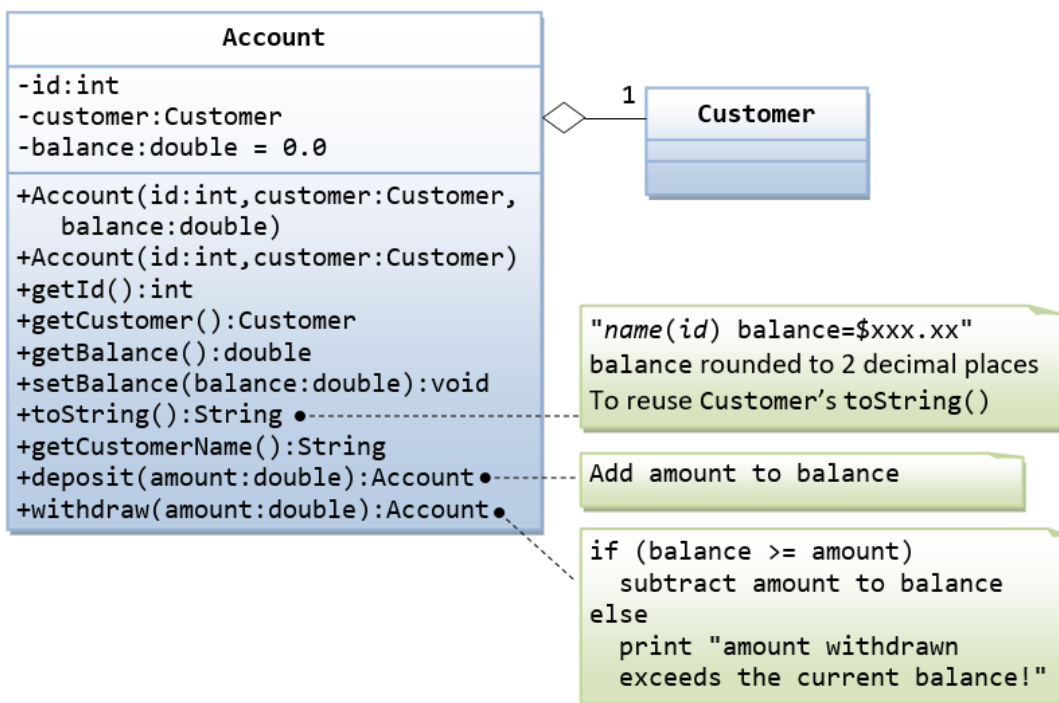 Account
-id:int
-customer:Customer
-balance:double = 0.0
+Account(id:int,customer:Customer,
balance:double)
+Account(id:int,customer:Customer)
+getId():int
+getCustomer():Customer
+getBalance():double
+setBalance(balance:double):void
+toString():String
+getCustomerName():String
+deposit(amount:double):Account
+withdraw(amount:double):Account
1
Customer
"name(id) balance=$xxx.xx"
balance rounded to 2 decimal places
To reuse Customer’s toString()
Add amount to balance
if (balance >= amount)
subtract amount to balance
else
print "amount withdrawn
exceeds the current balance!"